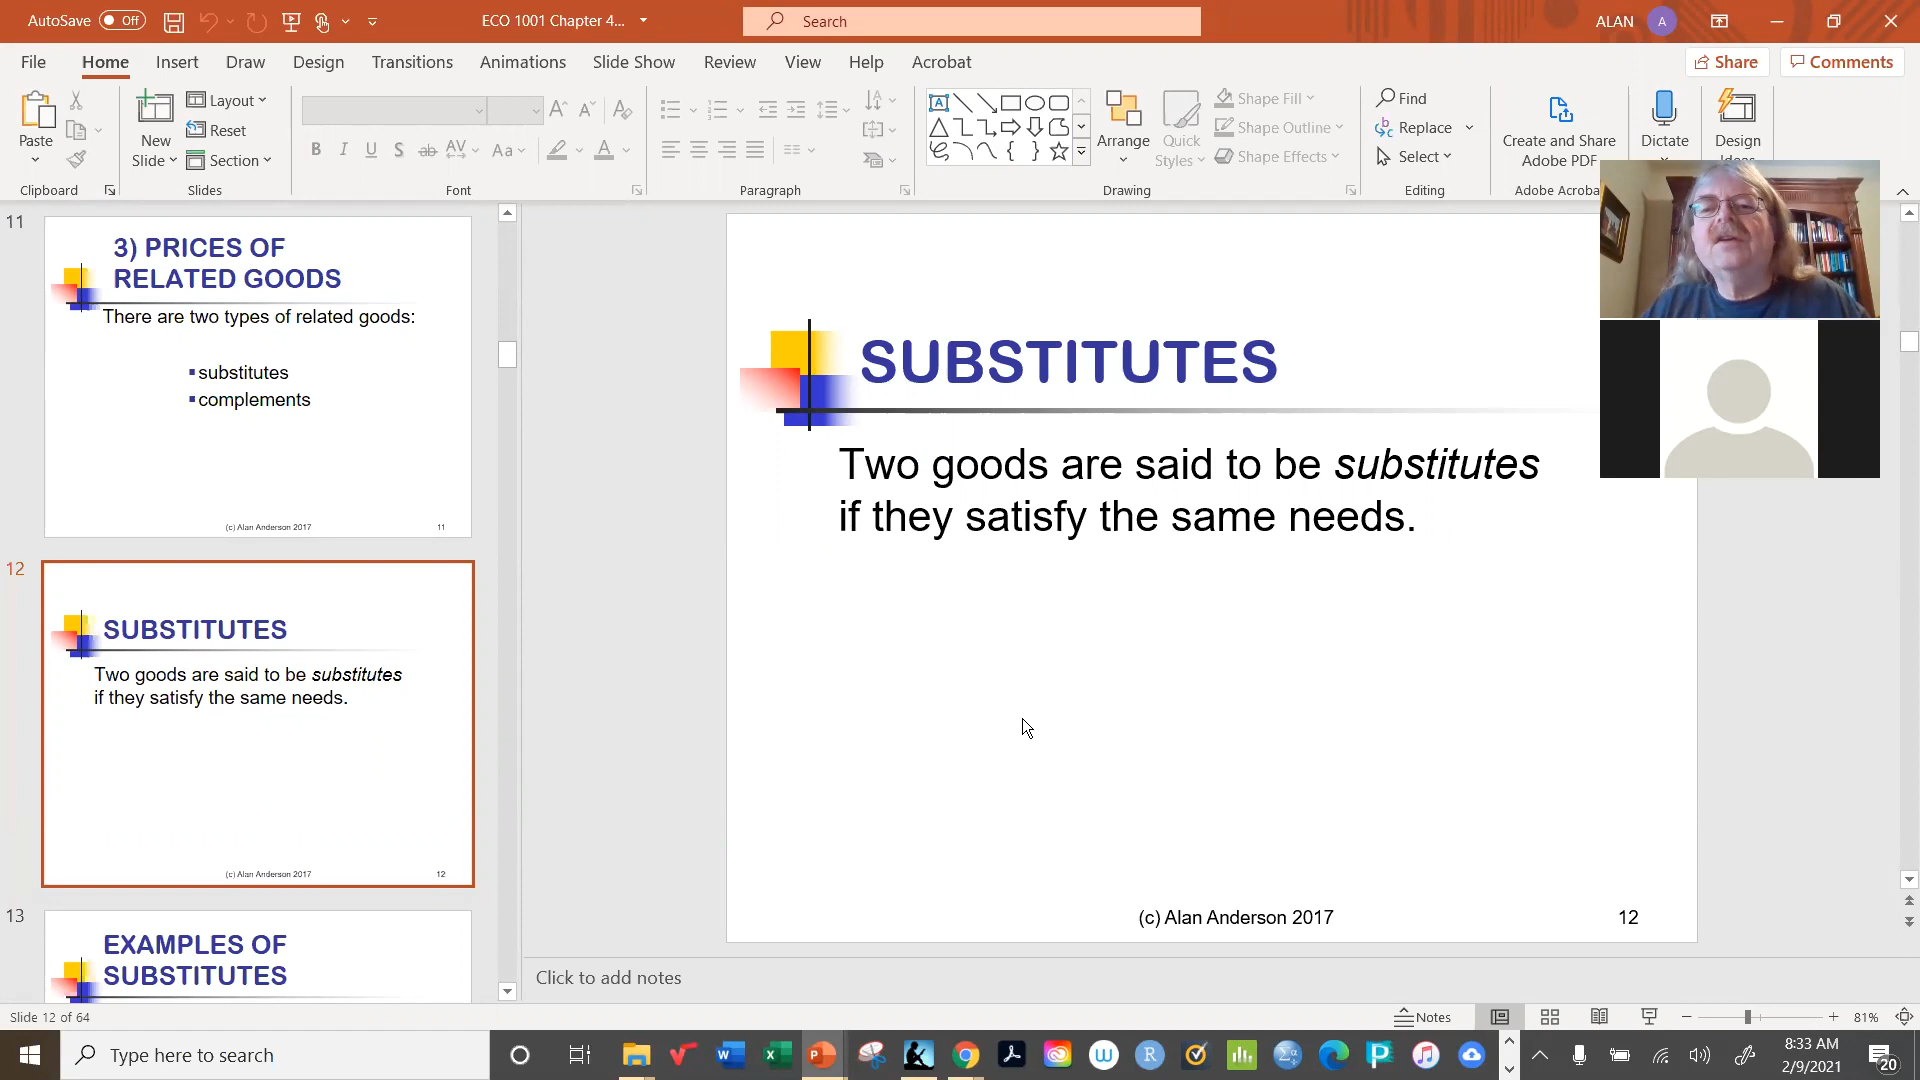 AutoSave Off
ECO 1001 Chapter 4...
Search
ALAN A
File Home Insert Draw Design Transitions Animations Slide Show Review View Help Acrobat Share Comments
Paste
New
Slide
Layout
Reset
Section
B I U S ab AV Aa A
Shape Fill
Shape Outline
Shape Effects
Arrange
Quick
Styles
Find
Replace
Select
Create and Share
Adobe PDF
Dictate
Design
Ideas
Clipboard Slides Font Paragraph Drawing Editing Adobe Acroba
11
3) PRICES OF
RELATED GOODS
There are two types of related goods:
substitutes
complements
(c) Alan Anderson 2017 11
12
SUBSTITUTES
Two goods are said to be substitutes
if they satisfy the same needs.
(c) Alan Anderson 2017 12
13
EXAMPLES OF
SUBSTITUTES
SUBSTITUTES
Two goods are said to be substitutes
if they satisfy the same needs.
(c) Alan Anderson 2017 12
Click to add notes
Slide 12 of 64
Notes
81%
Type here to search
8:33 AM
2/9/2021
20